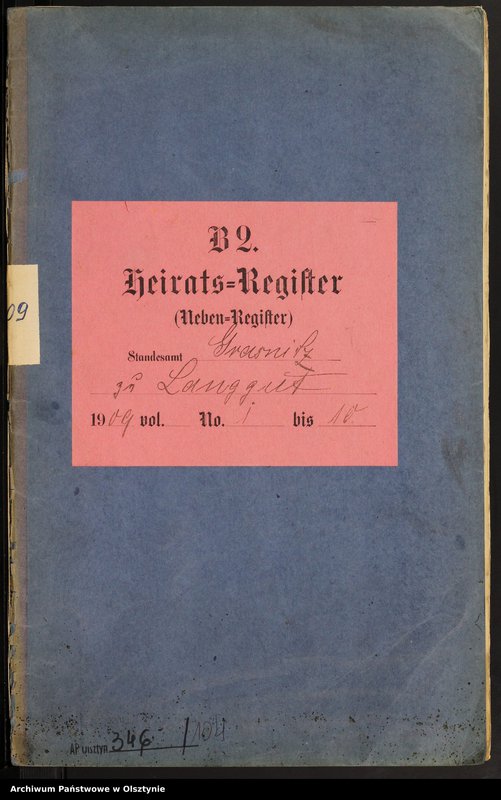 B 2.
Heirats=Register
(Neben=Register)
Standesamt Grasnitz
zu Langgut
1909 vol. No. 1 bis 10.
09
AP Olsztyn 346 / 104
Archiwum Państwowe w Olsztynie